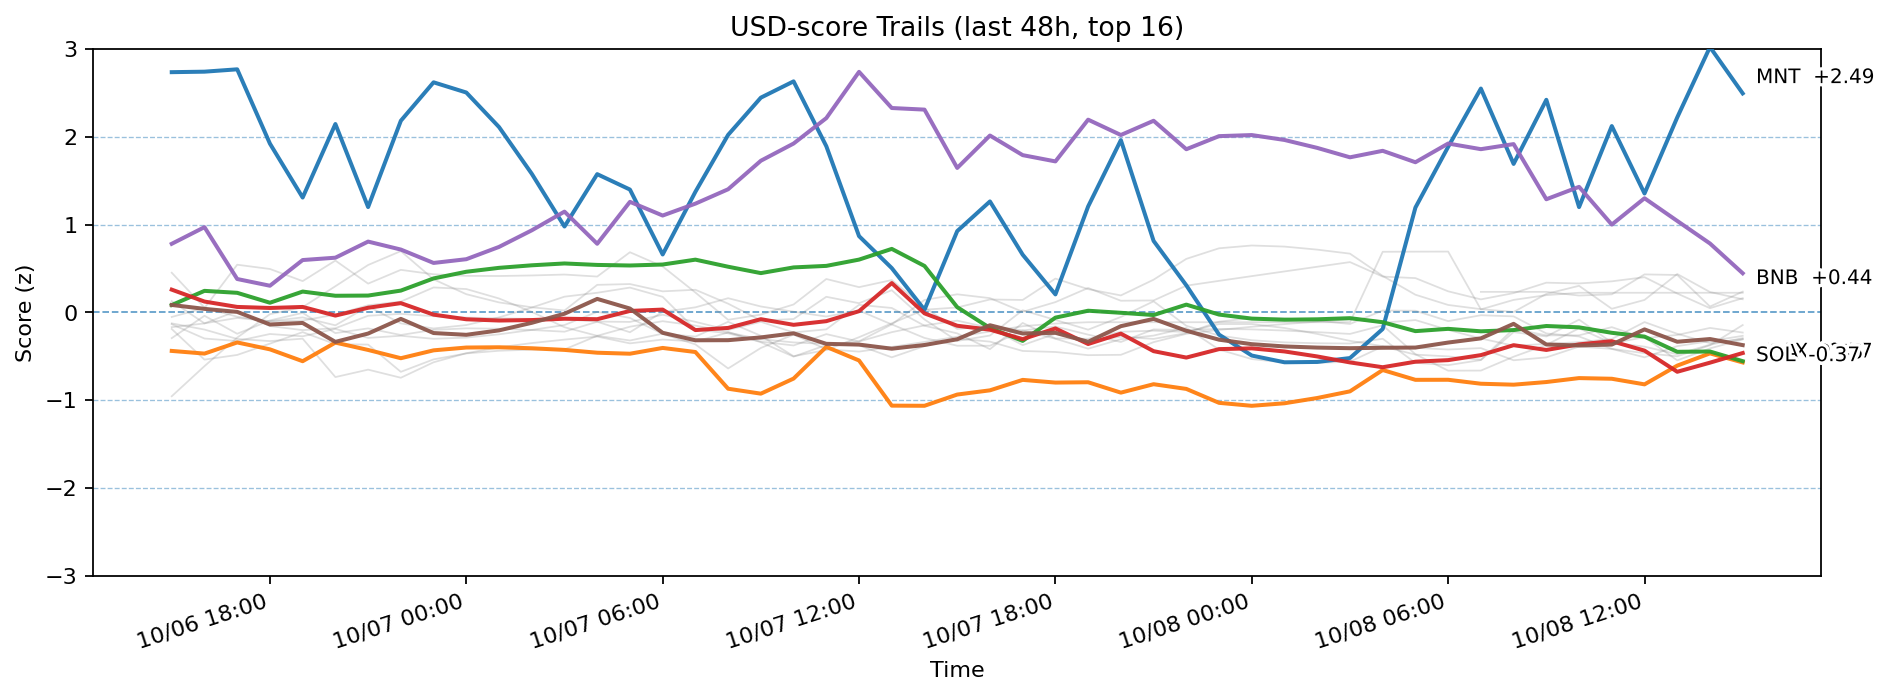 USD-score Trails (last 48h, top 16)
Score (z)
3
2
1
0
−1
−2
−3
MNT +2.49
BNB +0.44
SOL -0.37
10/06 18:00
10/07 00:00
10/07 06:00
10/07 12:00
10/07 18:00
10/08 00:00
10/08 06:00
10/08 12:00
Time